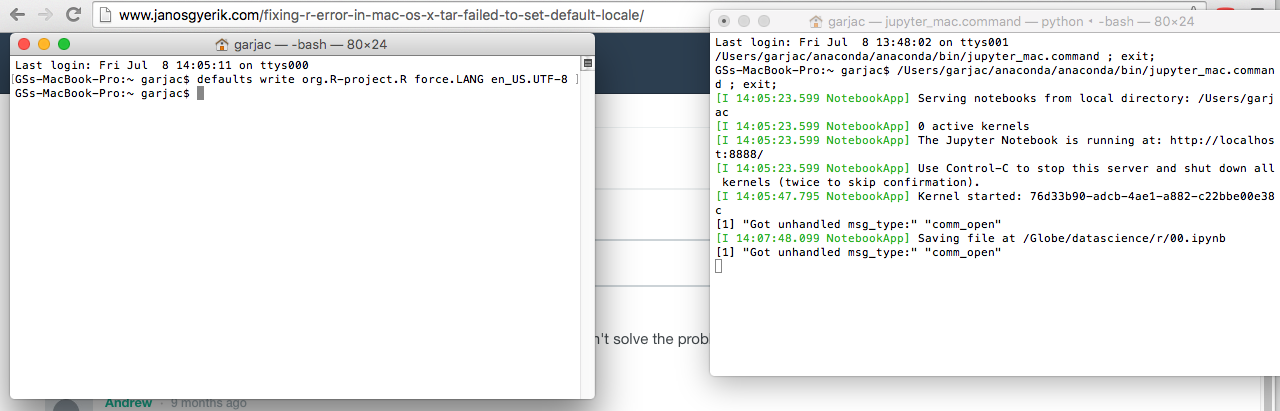 www.janosgyerik.com/fixing-r-error-in-mac-os-x-tar-failed-to-set-default-locale/
garjac — -bash — 80×24
Last login: Fri Jul  8 14:05:11 on ttys000
[GSs-MacBook-Pro:~ garjac$ defaults write org.R-project.R force.LANG en_US.UTF-8 ]
GSs-MacBook-Pro:~ garjac$
garjac — jupyter_mac.command — python • -bash — 80×24
Last login: Fri Jul  8 13:48:02 on ttys001
/Users/garjac/anaconda/anaconda/bin/jupyter_mac.command ; exit;
GSs-MacBook-Pro:~ garjac$ /Users/garjac/anaconda/anaconda/bin/jupyter_mac.comman
d ; exit;
[I 14:05:23.599 NotebookApp] Serving notebooks from local directory: /Users/garj
ac
[I 14:05:23.599 NotebookApp] 0 active kernels
[I 14:05:23.599 NotebookApp] The Jupyter Notebook is running at: http://localhos
t:8888/
[I 14:05:23.599 NotebookApp] Use Control-C to stop this server and shut down all
 kernels (twice to skip confirmation).
[I 14:05:47.795 NotebookApp] Kernel started: 76d33b90-adcb-4ae1-a882-c22bbe00e38
c
[1] "Got unhandled msg_type:" "comm_open"
[I 14:07:48.099 NotebookApp] Saving file at /Globe/datascience/r/00.ipynb
[1] "Got unhandled msg_type:" "comm_open"
n't solve the prob
Andrew • 9 months ago